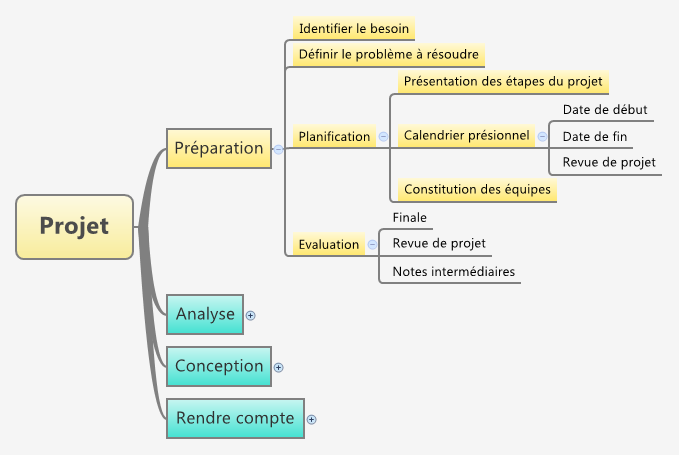 Projet
Préparation
Identifier le besoin
Définir le problème à résoudre
Planification
Présentation des étapes du projet
Calendrier présionnel
Date de début
Date de fin
Revue de projet
Constitution des équipes
Evaluation
Finale
Revue de projet
Notes intermédiaires
Analyse
Conception
Rendre compte